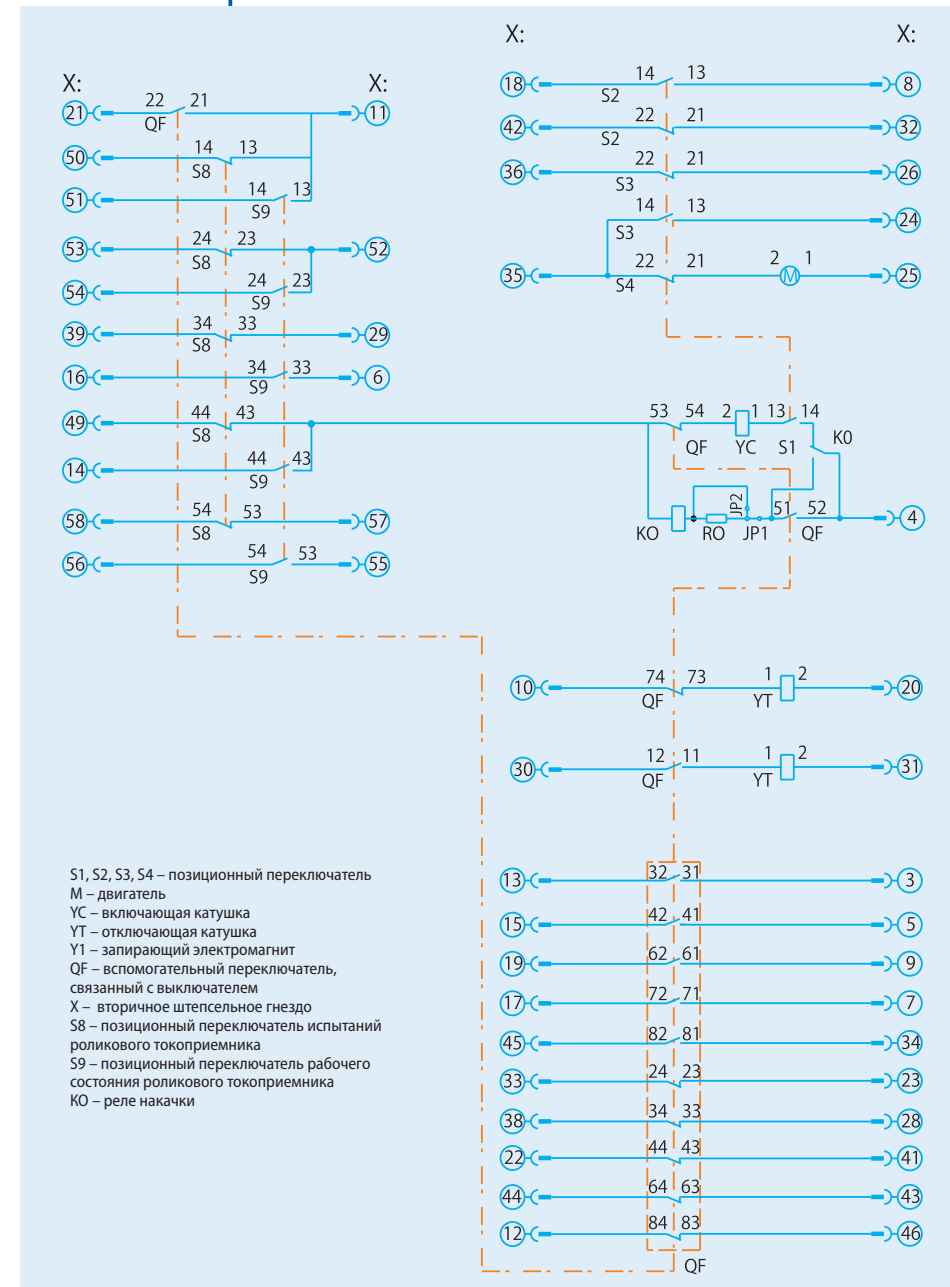 X: X:
21 22 21 11
QF
50 14 13
S8
51 14 13
S9
53 24 23 52
S8
54 24 23
S9
39 34 33 29
S8
16 34 33 6
S9
49 44 43
S8
14 44 43
S9
58 54 53 57
S8
56 54 53 55
S9
X: X:
18 14 13 8
S2
42 22 21 32
S2
36 22 21 26
S3
14 13 24
S3
35 22 21 2 M 1 25
S4
53 54 2 1 13 14
QF YC S1 K0
JP2 51 52 4
KO RO JP1 QF
10 74 73 1 2 20
QF YT
30 12 11 1 2 31
QF YT
13 32 31 3
15 42 41 5
19 62 61 9
17 72 71 7
45 82 81 34
33 24 23 23
38 34 33 28
22 44 43 41
44 64 63 43
12 84 83 46
QF
S1, S2, S3, S4 – позиционный переключатель
M – двигатель
YC – включающая катушка
YT – отключающая катушка
Y1 – запирающий электромагнит
QF – вспомогательный переключатель,
связанный с выключателем
X – вторичное штепсельное гнездо
S8 – позиционный переключатель испытаний
роликового токоприемника
S9 – позиционный переключатель рабочего
состояния роликового токоприемника
KO – реле накачки